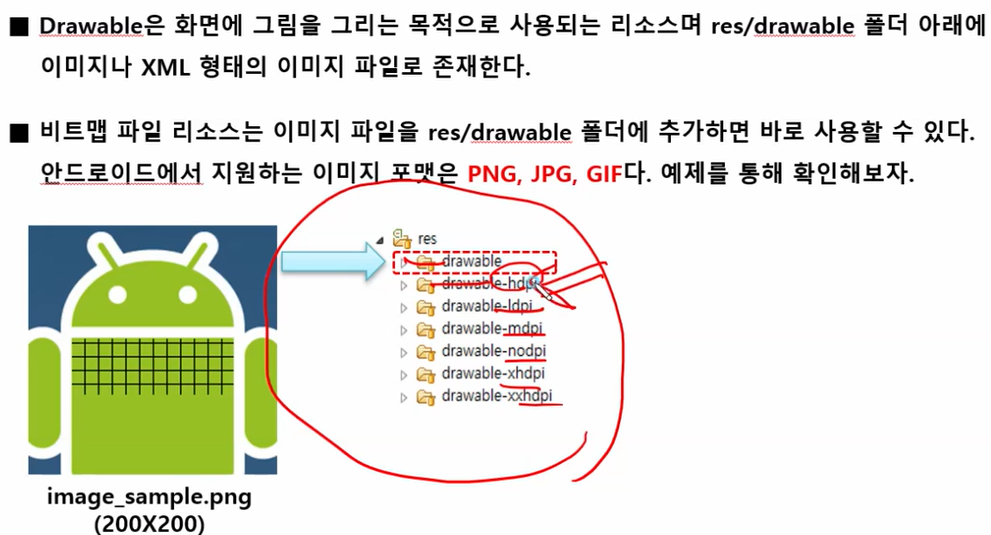 ■ Drawable은 화면에 그림을 그리는 목적으로 사용되는 리소스며 res/drawable 폴더 아래에
이미지나 XML 형태의 이미지 파일로 존재한다.
■ 비트맵 파일 리소스는 이미지 파일을 res/drawable 폴더에 추가하면 바로 사용할 수 있다.
안드로이드에서 지원하는 이미지 포맷은 PNG, JPG, GIF다. 예제를 통해 확인해보자.
res
drawable
drawable-hdpi
drawable-ldpi
drawable-mdpi
drawable-nodpi
drawable-xhdpi
drawable-xxhdpi
image_sample.png
(200X200)